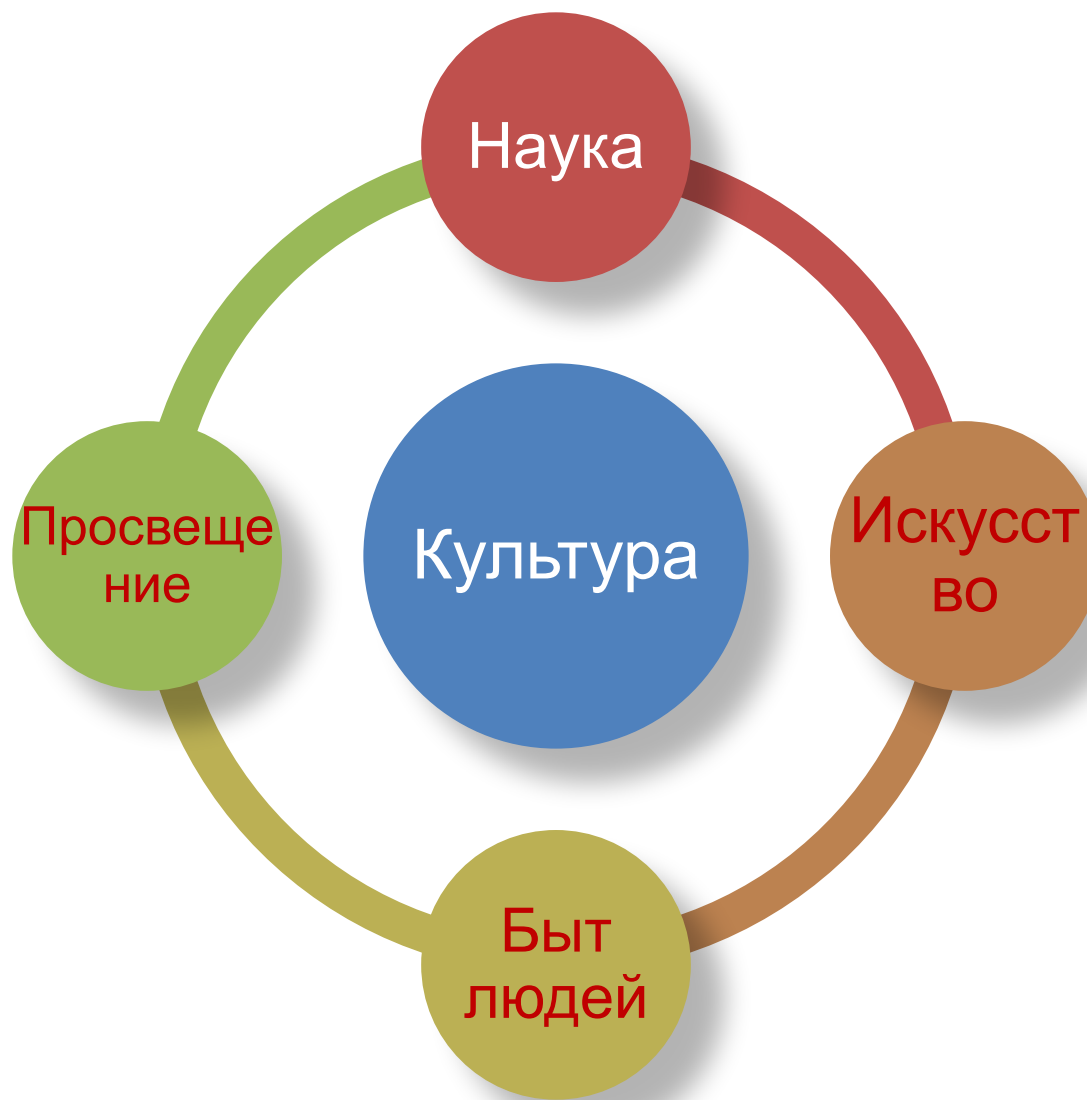 Наука
Просвеще
ние
Культура
Искусст
во
Быт
людей